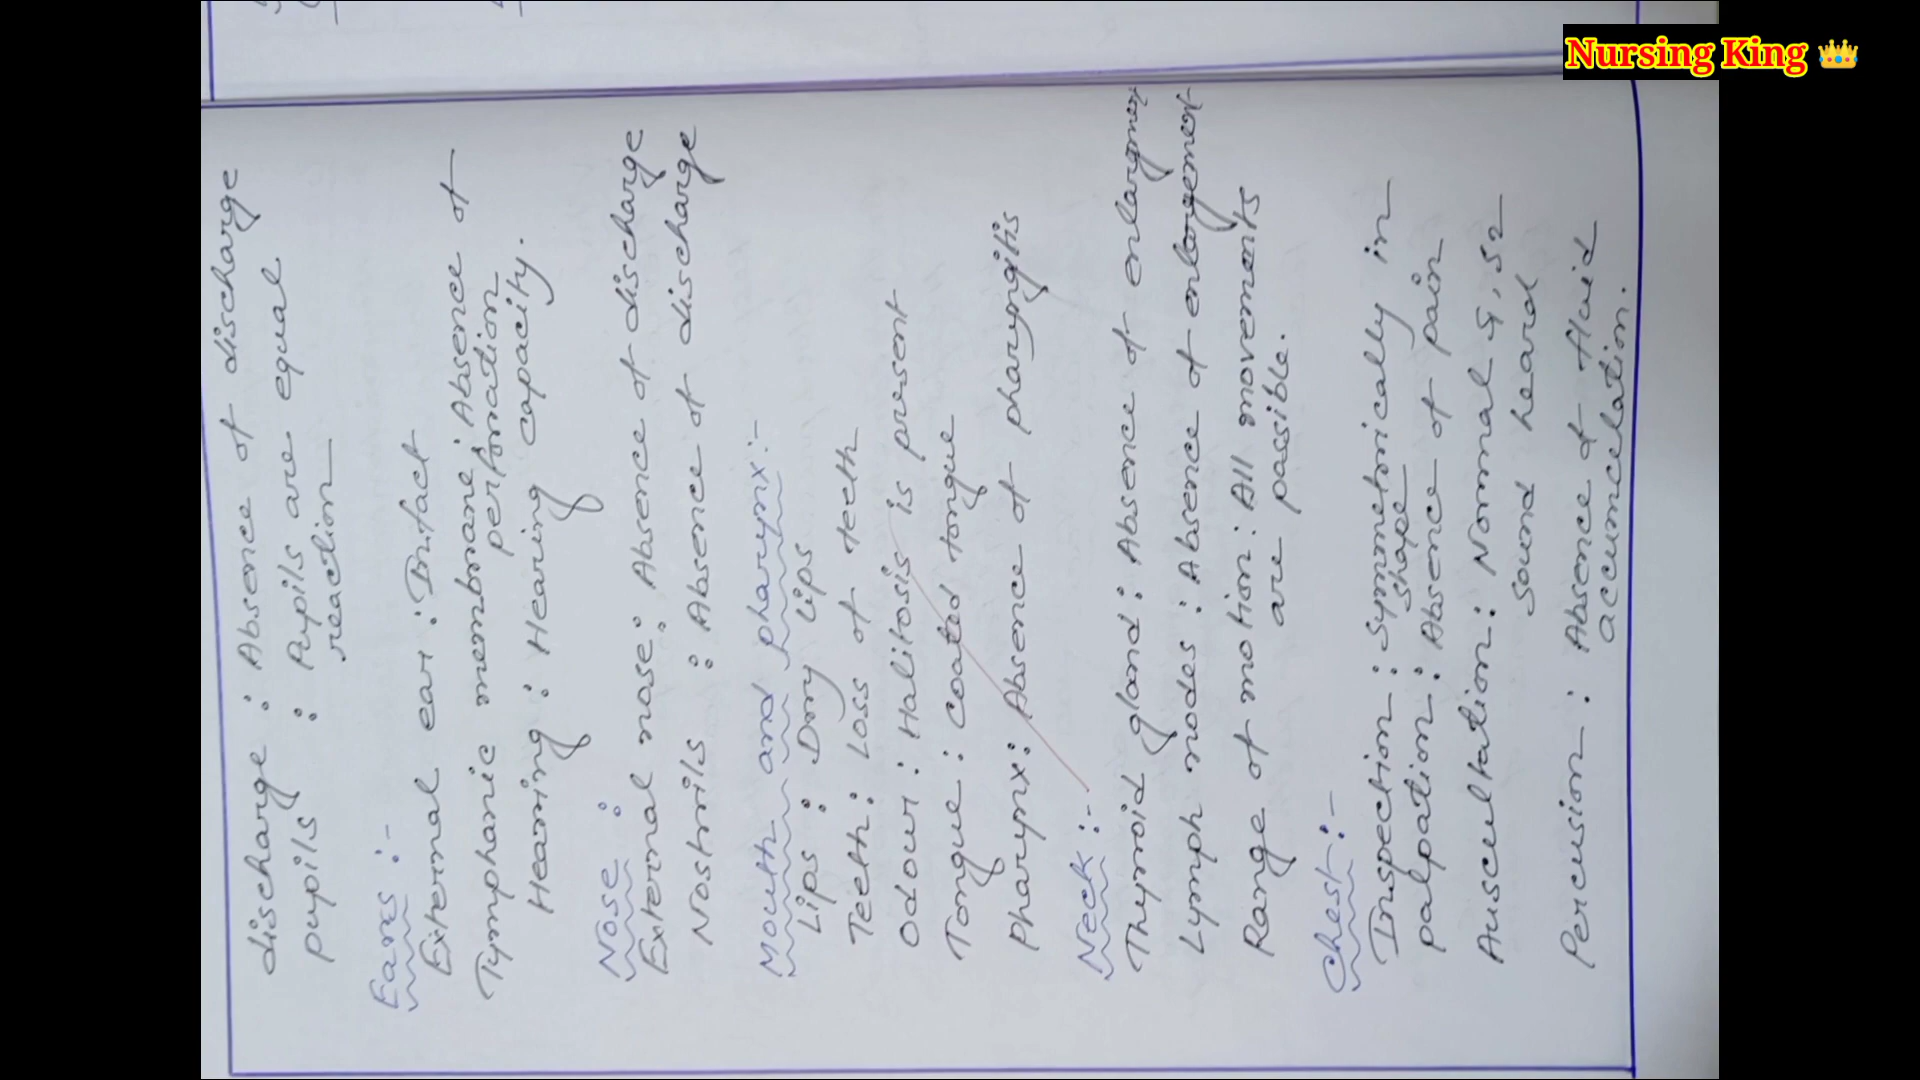 Nursing King 👑
discharge : Absence of discharge
pupils : Pupils are equal
reaction
Ears :-
External ear : Intact
Tymphanic membrane : Absence of
perforation
Hearing : Hearing capacity.
Nose :
External nose : Absence of discharge
Nostrils : Absence of discharge
Mouth and pharynx :-
Lips : Dry Lips
Teeth : Loss of teeth
Odour : Halitosis is present
Tongue : Coated tongue
Pharynx : Absence of pharyngitis
Neck :-
Thyroid gland : Absence of enlargment
Lymph nodes : Absence of enlargement
Range of motion : All movements
are possible.
Chest :-
Inspection : Symmetrically in
shape
palpation : Absence of pain
Auscultation : Normal S1, S2
sound heard
Percusion : Absence of fluid
accumelation.